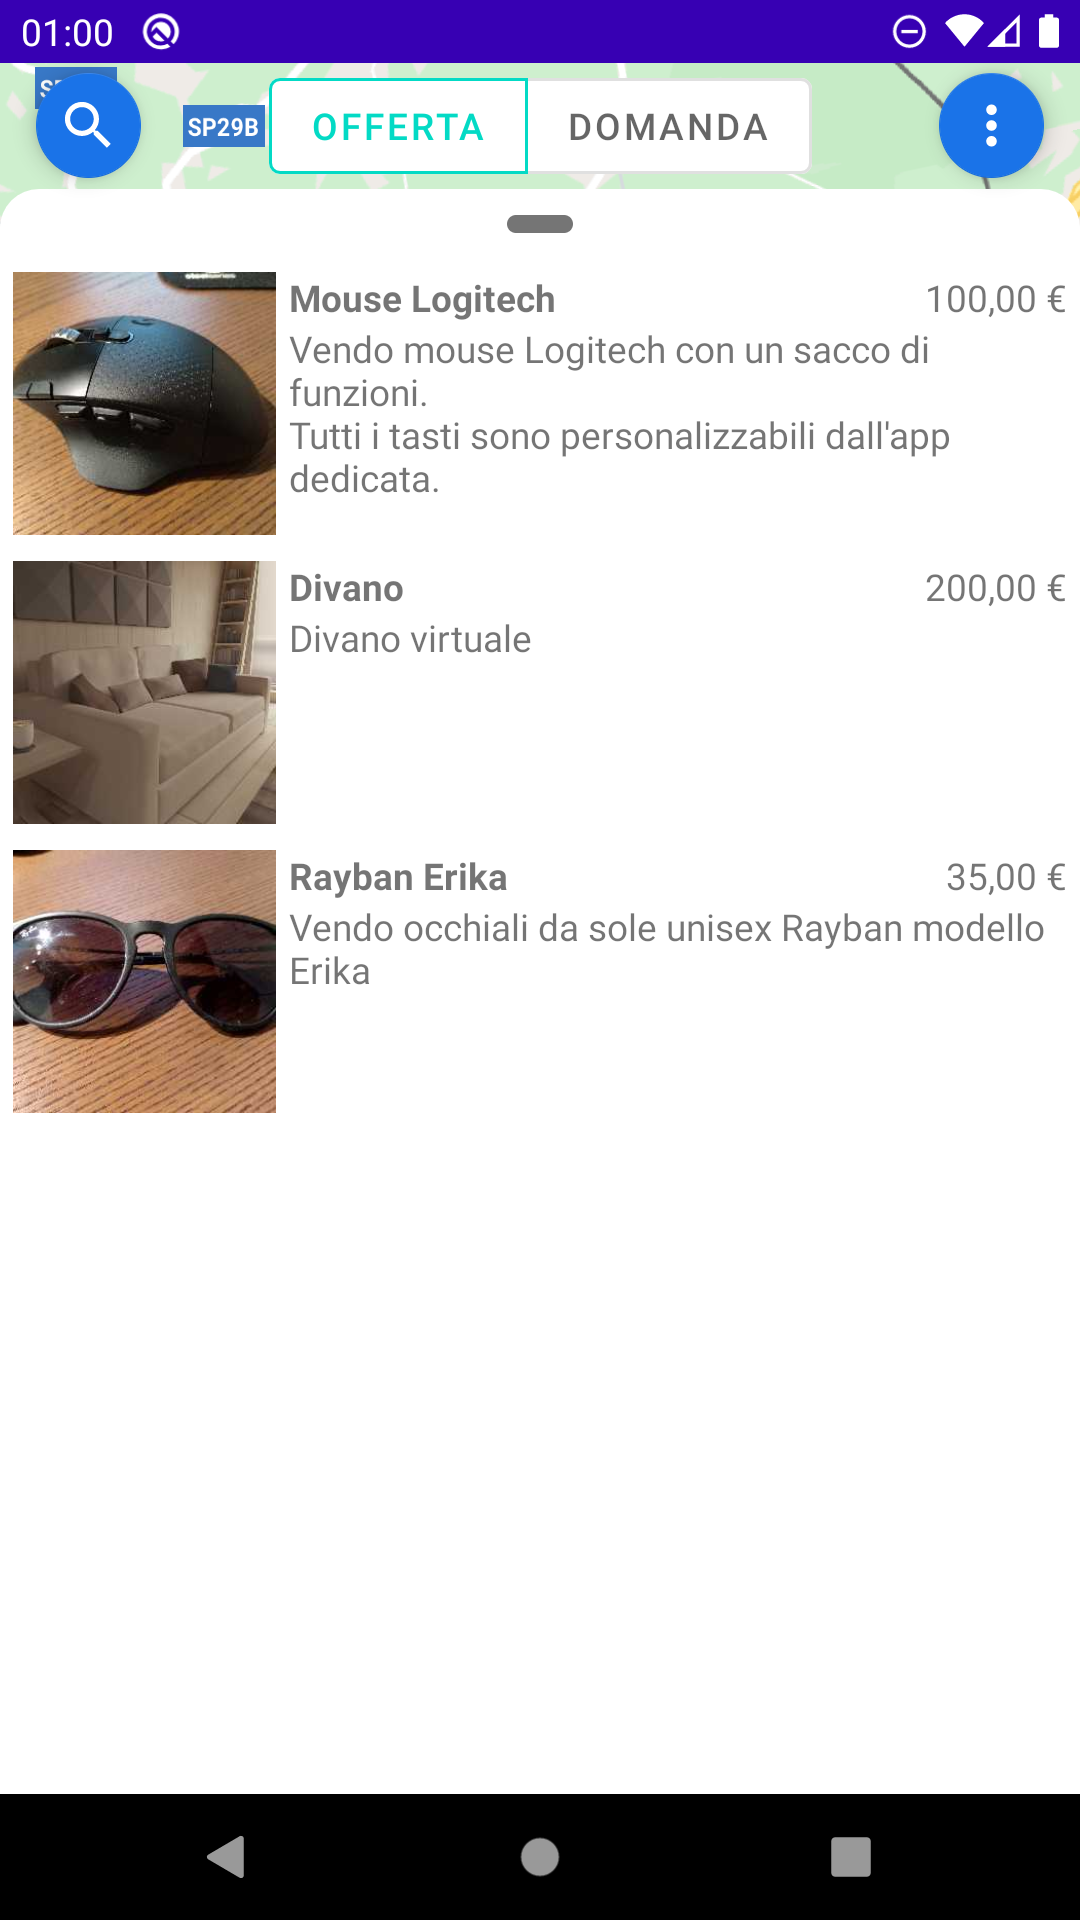 01:00
SP29B
OFFERTA
DOMANDA
Mouse Logitech
100,00 €
Vendo mouse Logitech con un sacco di
funzioni.
Tutti i tasti sono personalizzabili dall'app
dedicata.
Divano
200,00 €
Divano virtuale
Rayban Erika
35,00 €
Vendo occhiali da sole unisex Rayban modello
Erika